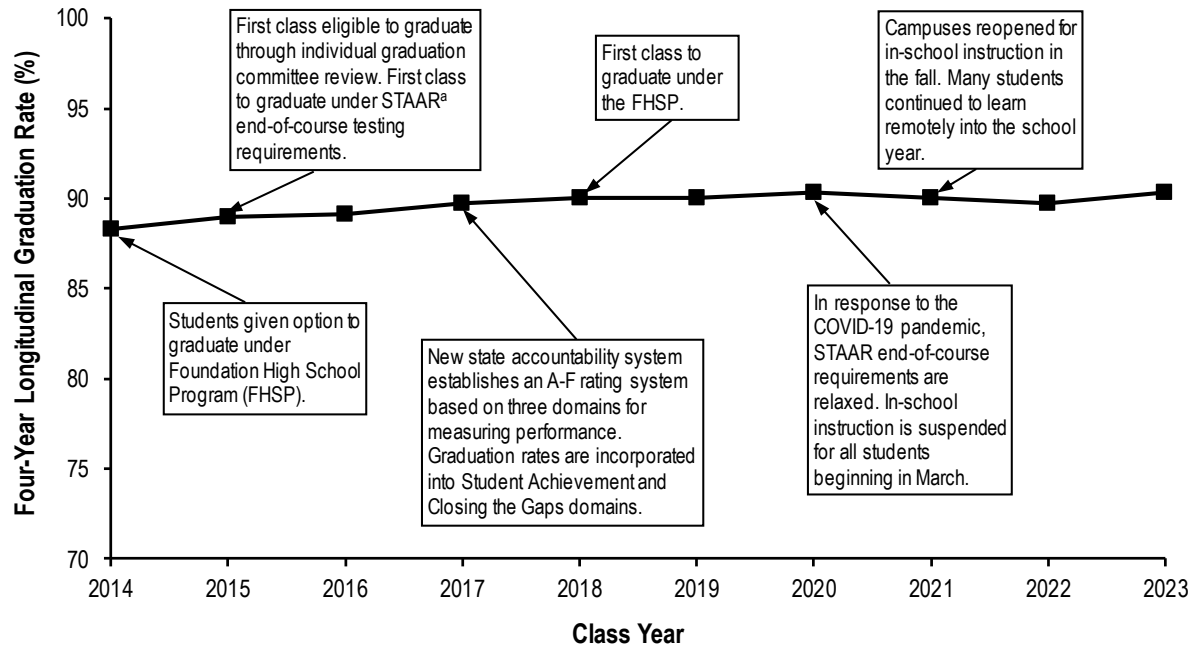 Four-Year Longitudinal Graduation Rate (%)
100
95
90
85
80
75
70
First class eligible to graduate
through individual graduation
committee review. First class
to graduate under STAARᵃ
end-of-course testing
requirements.
First class to
graduate under
the FHSP.
Campuses reopened for
in-school instruction in
the fall. Many students
continued to learn
remotely into the school
year.
Students given option to
graduate under
Foundation High School
Program (FHSP).
New state accountability system
establishes an A-F rating system
based on three domains for
measuring performance.
Graduation rates are incorporated
into Student Achievement and
Closing the Gaps domains.
In response to the
COVID-19 pandemic,
STAAR end-of-course
requirements are
relaxed. In-school
instruction is suspended
for all students
beginning in March.
2014 2015 2016 2017 2018 2019 2020 2021 2022 2023
Class Year